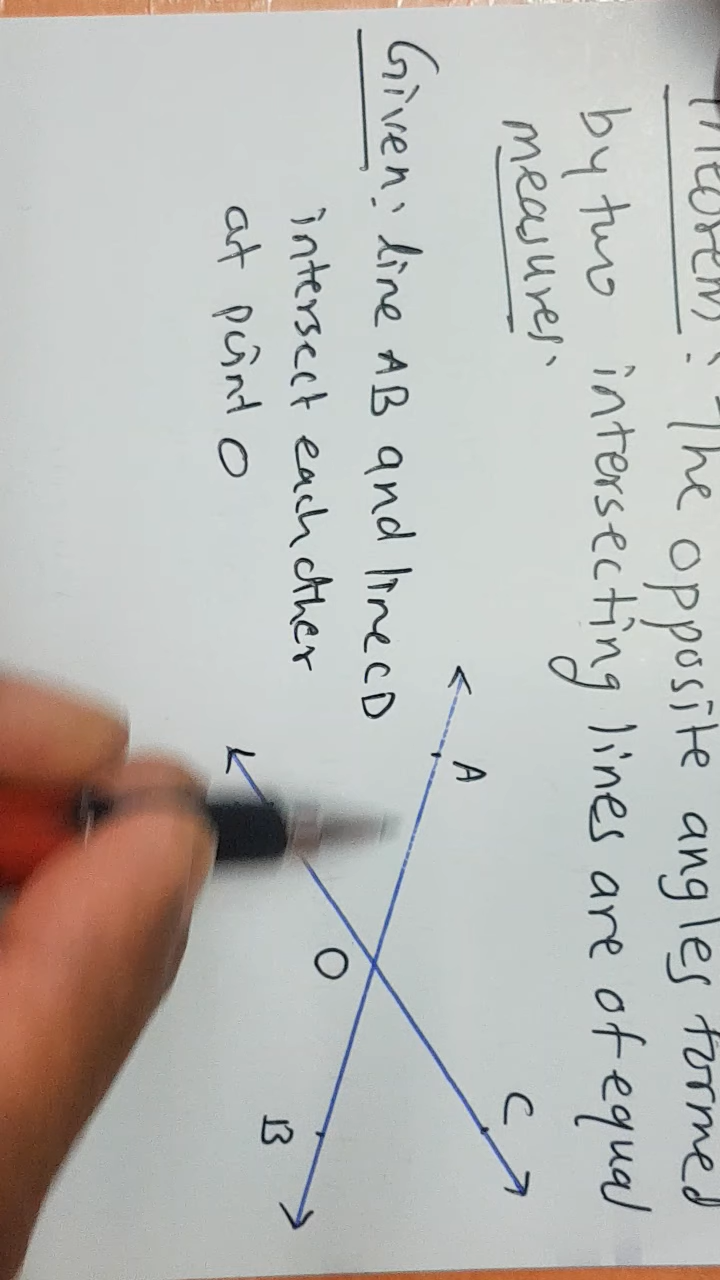 Theorem: The opposite angles formed
by two intersecting lines are of equal
measures.
Given: line AB and line CD
intersect each other
at point O
A
C
O
B